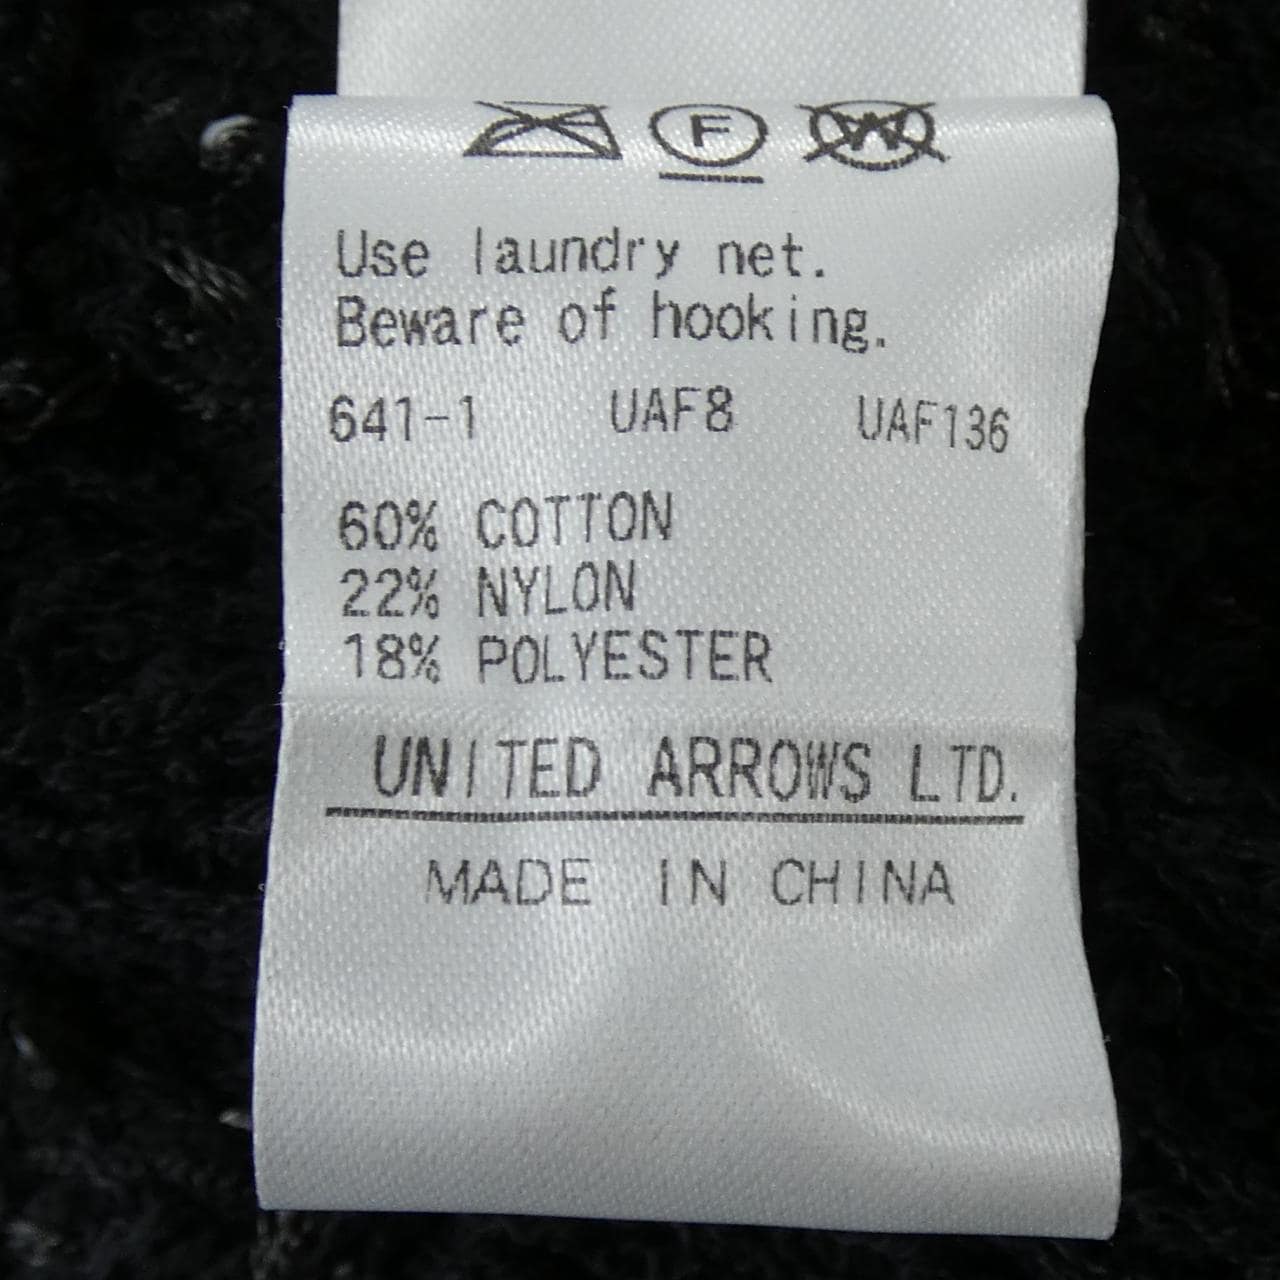 F W
Use laundry net.
Beware of hooking.
641-1 UAF8 UAF136
60% COTTON
22% NYLON
18% POLYESTER
UNITED ARROWS LTD.
MADE IN CHINA